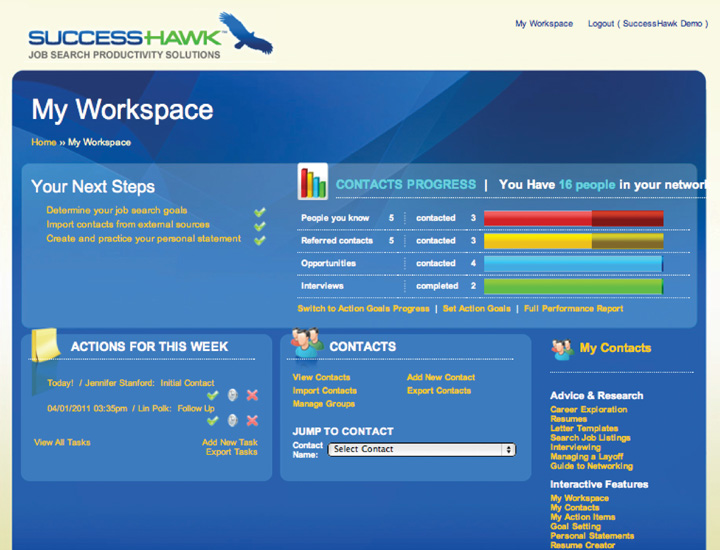 SUCCESSHAWK™
JOB SEARCH PRODUCTIVITY SOLUTIONS
My Workspace Logout ( SuccessHawk Demo )
My Workspace
Home » My Workspace
Your Next Steps
Determine your job search goals
Import contacts from external sources
Create and practice your personal statement
CONTACTS PROGRESS | You Have 16 people in your networ
People you know 5 contacted 3
Referred contacts 5 contacted 3
Opportunities contacted 4
Interviews completed 2
Switch to Action Goals Progress | Set Action Goals | Full Performance Report
ACTIONS FOR THIS WEEK
Today! / Jennifer Stanford: Initial Contact
04/01/2011 03:35pm / Lin Polk: Follow Up
View All Tasks Add New Task
Export Tasks
CONTACTS
View Contacts Add New Contact
Import Contacts Export Contacts
Manage Groups
JUMP TO CONTACT
Contact
Name: Select Contact
My Contacts
Advice & Research
Career Exploration
Resumes
Letter Templates
Search Job Listings
Interviewing
Managing a Layoff
Guide to Networking
Interactive Features
My Workspace
My Contacts
My Action Items
Goal Setting
Personal Statements
Resume Creator